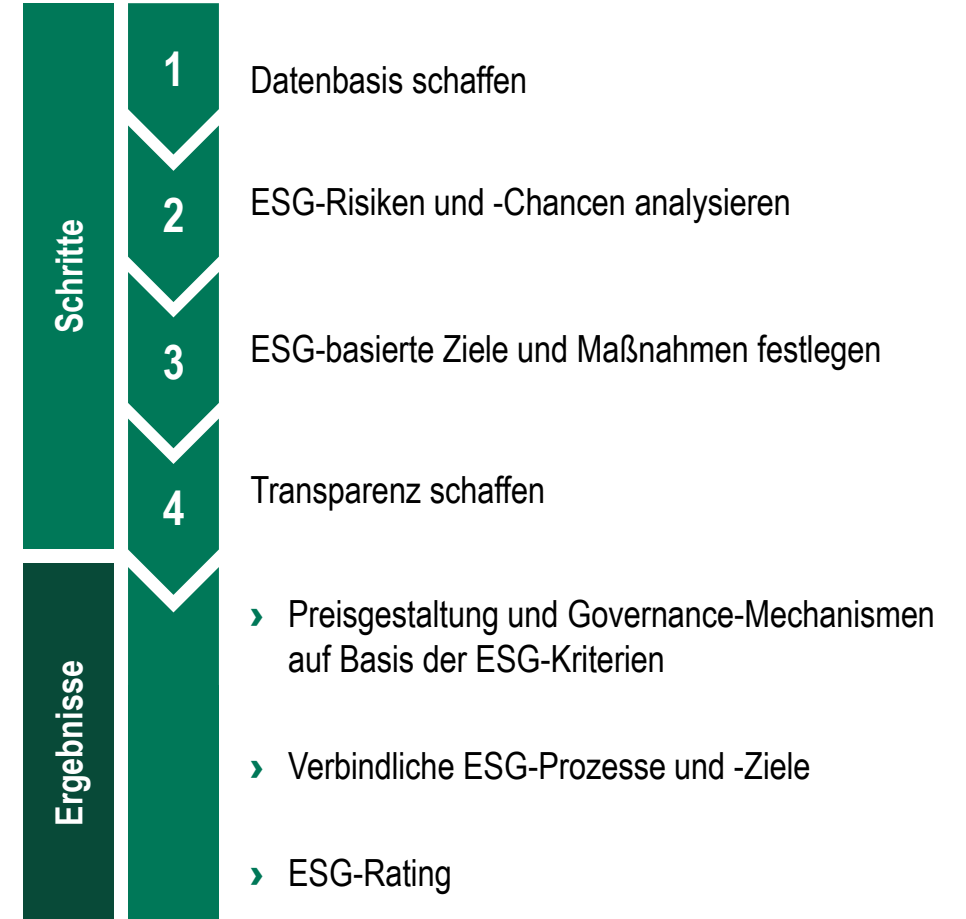 Schritte
1
Datenbasis schaffen
2
ESG-Risiken und -Chancen analysieren
3
ESG-basierte Ziele und Maßnahmen festlegen
4
Transparenz schaffen
Ergebnisse
› Preisgestaltung und Governance-Mechanismen
auf Basis der ESG-Kriterien
› Verbindliche ESG-Prozesse und -Ziele
› ESG-Rating